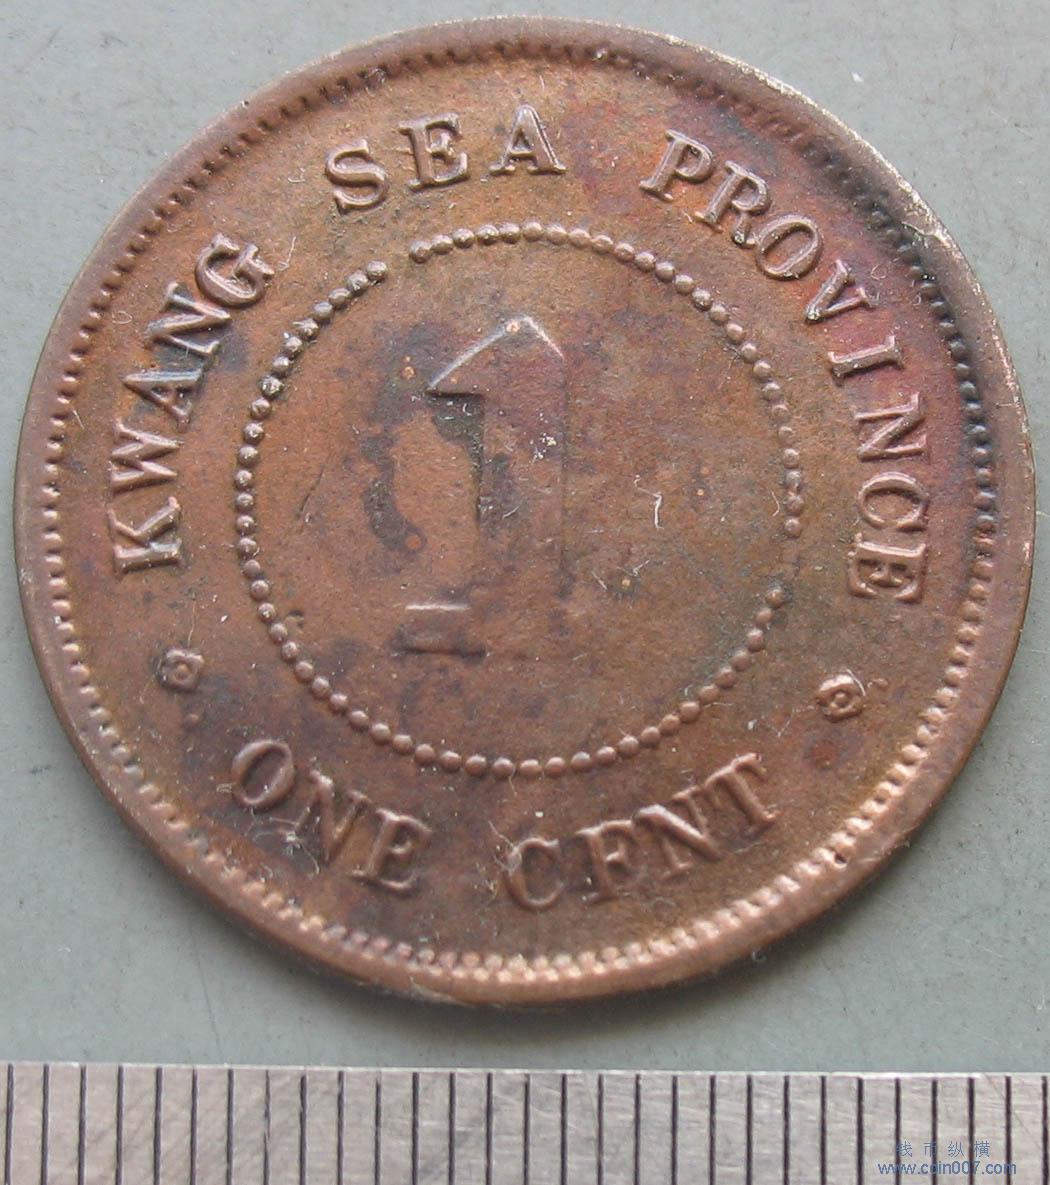 KWANG SEA PROVINCE
1
ONE CENT
钱币纵横
www.coin007.com